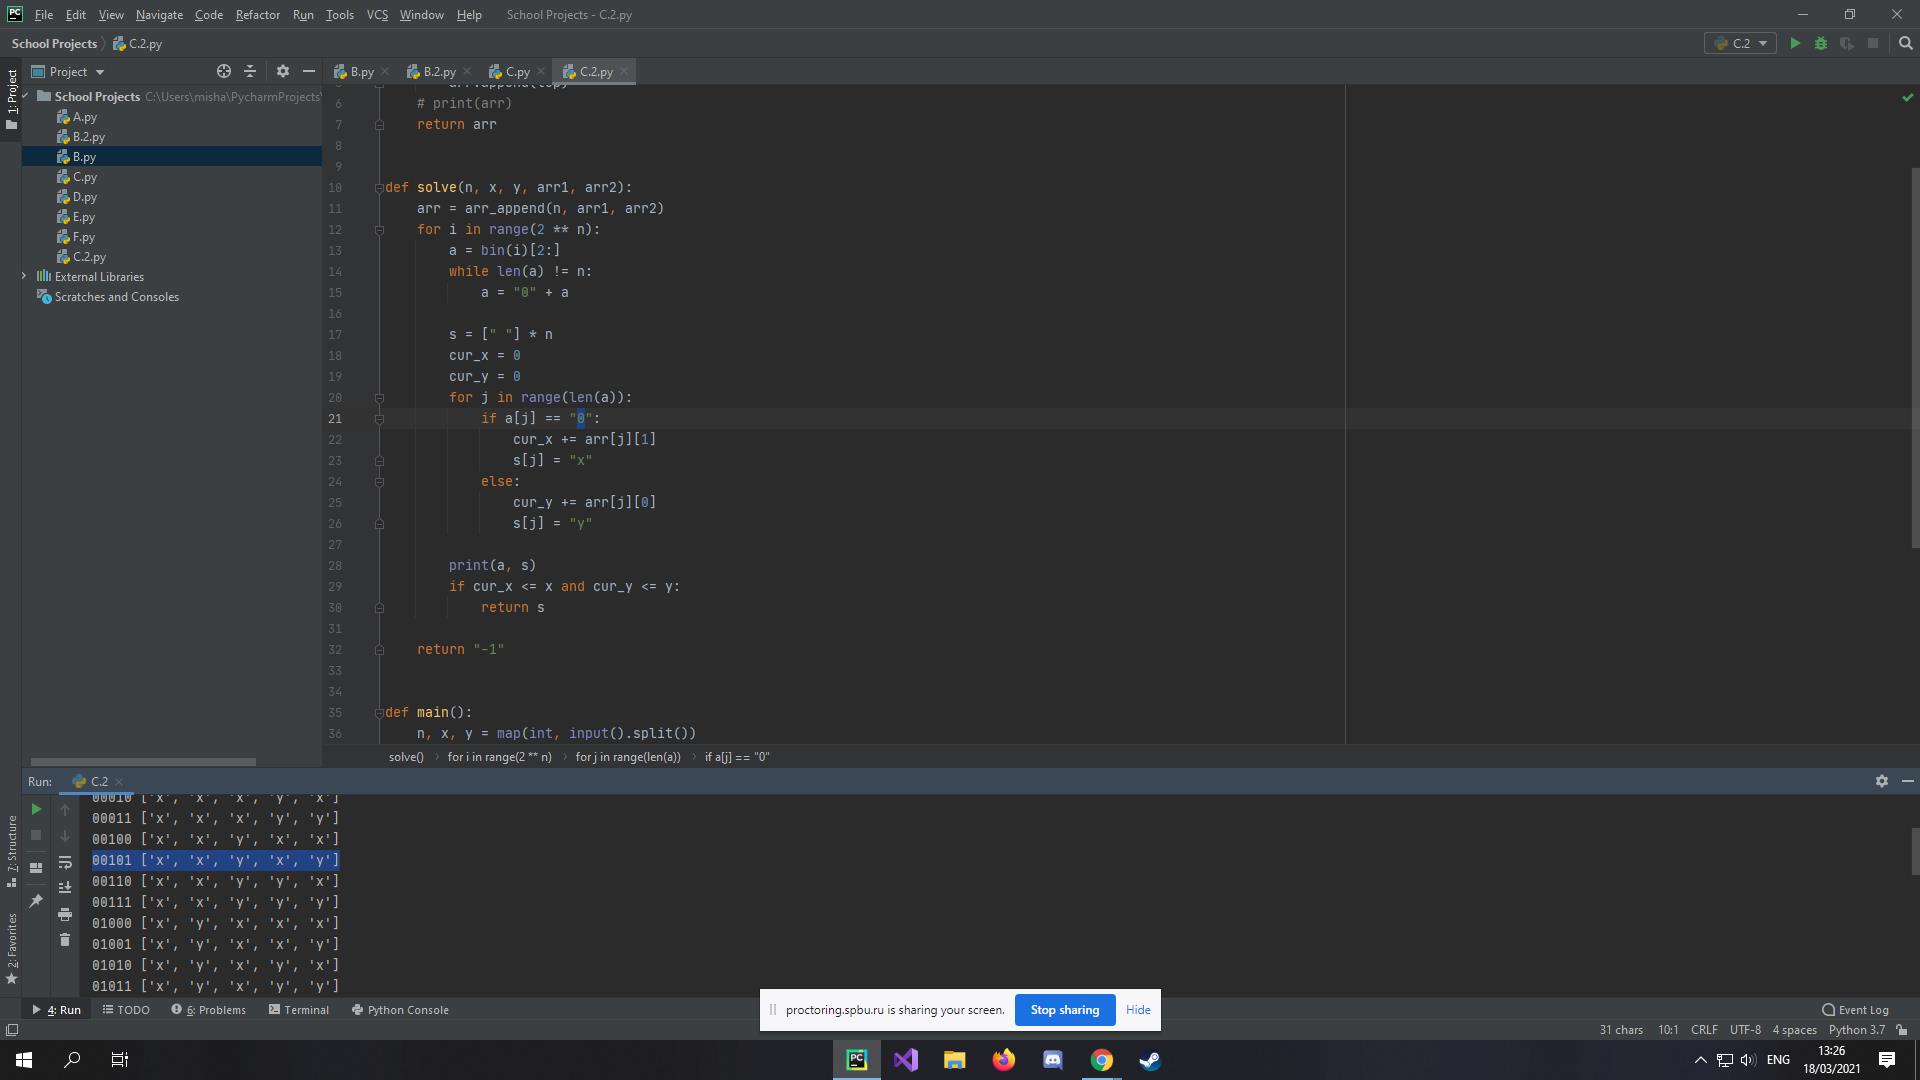 PC File Edit View Navigate Code Refactor Run Tools VCS Window Help School Projects - C.2.py
School Projects C.2.py C.2
1: Project Project B.py B.2.py C.py C.2.py
School Projects C:\Users\misha\PycharmProjects\
A.py
B.2.py
B.py
C.py
D.py
E.py
F.py
C.2.py
External Libraries
Scratches and Consoles
6 # print(arr)
7 return arr
8
9
10 def solve(n, x, y, arr1, arr2):
11 arr = arr_append(n, arr1, arr2)
12 for i in range(2 ** n):
13 a = bin(i)[2:]
14 while len(a) != n:
15 a = "0" + a
16
17 s = [" "] * n
18 cur_x = 0
19 cur_y = 0
20 for j in range(len(a)):
21 if a[j] == "0":
22 cur_x += arr[j][1]
23 s[j] = "x"
24 else:
25 cur_y += arr[j][0]
26 s[j] = "y"
27
28 print(a, s)
29 if cur_x <= x and cur_y <= y:
30 return s
31
32 return "-1"
33
34
35 def main():
36 n, x, y = map(int, input().split())
solve() for i in range(2 ** n) for j in range(len(a)) if a[j] == "0"
Run: C.2
00010 ['x', 'x', 'x', 'y', 'x']
00011 ['x', 'x', 'x', 'y', 'y']
00100 ['x', 'x', 'y', 'x', 'x']
00101 ['x', 'x', 'y', 'x', 'y']
00110 ['x', 'x', 'y', 'y', 'x']
00111 ['x', 'x', 'y', 'y', 'y']
01000 ['x', 'y', 'x', 'x', 'x']
01001 ['x', 'y', 'x', 'x', 'y']
01010 ['x', 'y', 'x', 'y', 'x']
01011 ['x', 'y', 'x', 'y', 'y']
7: Structure
2: Favorites
4: Run TODO 6: Problems Terminal Python Console Event Log
proctoring.spbu.ru is sharing your screen. Stop sharing Hide
31 chars 10:1 CRLF UTF-8 4 spaces Python 3.7
PC ENG 13:26
18/03/2021